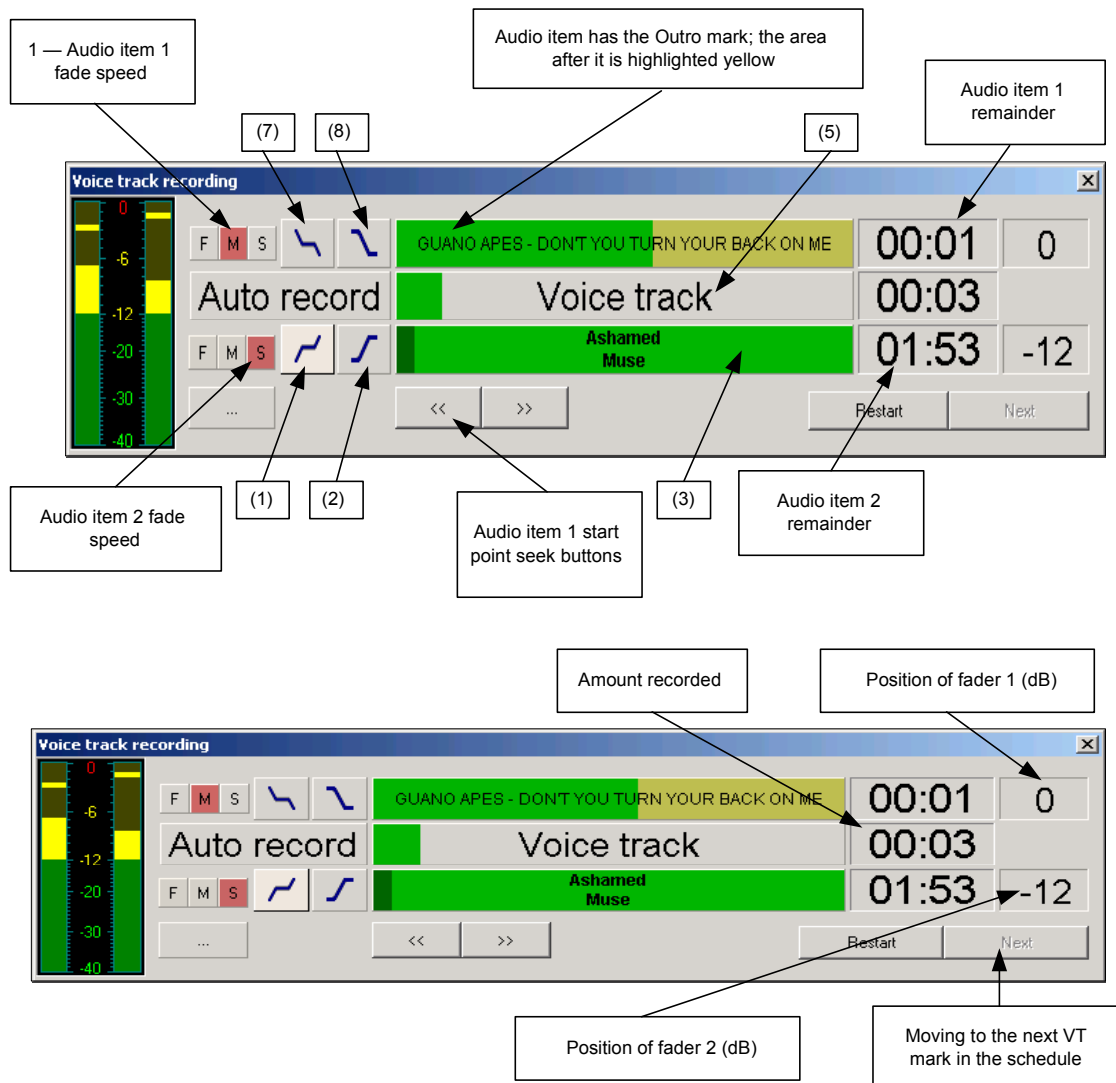 1 — Audio item 1
fade speed
Audio item has the Outro mark; the area
after it is highlighted yellow
Audio item 1
remainder
(7)
(8)
(5)
Voice track recording
0
-6
-12
-20
-30
-40
F M S
GUANO APES - DON'T YOU TURN YOUR BACK ON ME
00:01
0
Auto record
Voice track
00:03
F M S
Ashamed
Muse
01:53
-12
...
<<
>>
Restart
Next
Audio item 2 fade
speed
(1)
(2)
Audio item 1 start
point seek buttons
(3)
Audio item 2
remainder
Amount recorded
Position of fader 1 (dB)
Voice track recording
0
-6
-12
-20
-30
-40
F M S
GUANO APES - DON'T YOU TURN YOUR BACK ON ME
00:01
0
Auto record
Voice track
00:03
F M S
Ashamed
Muse
01:53
-12
...
<<
>>
Restart
Next
Position of fader 2 (dB)
Moving to the next VT
mark in the schedule